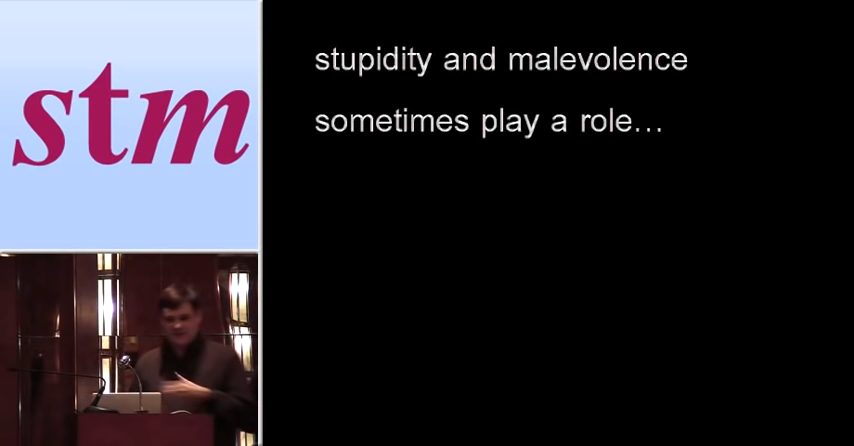 stm
stupidity and malevolence
sometimes play a role…